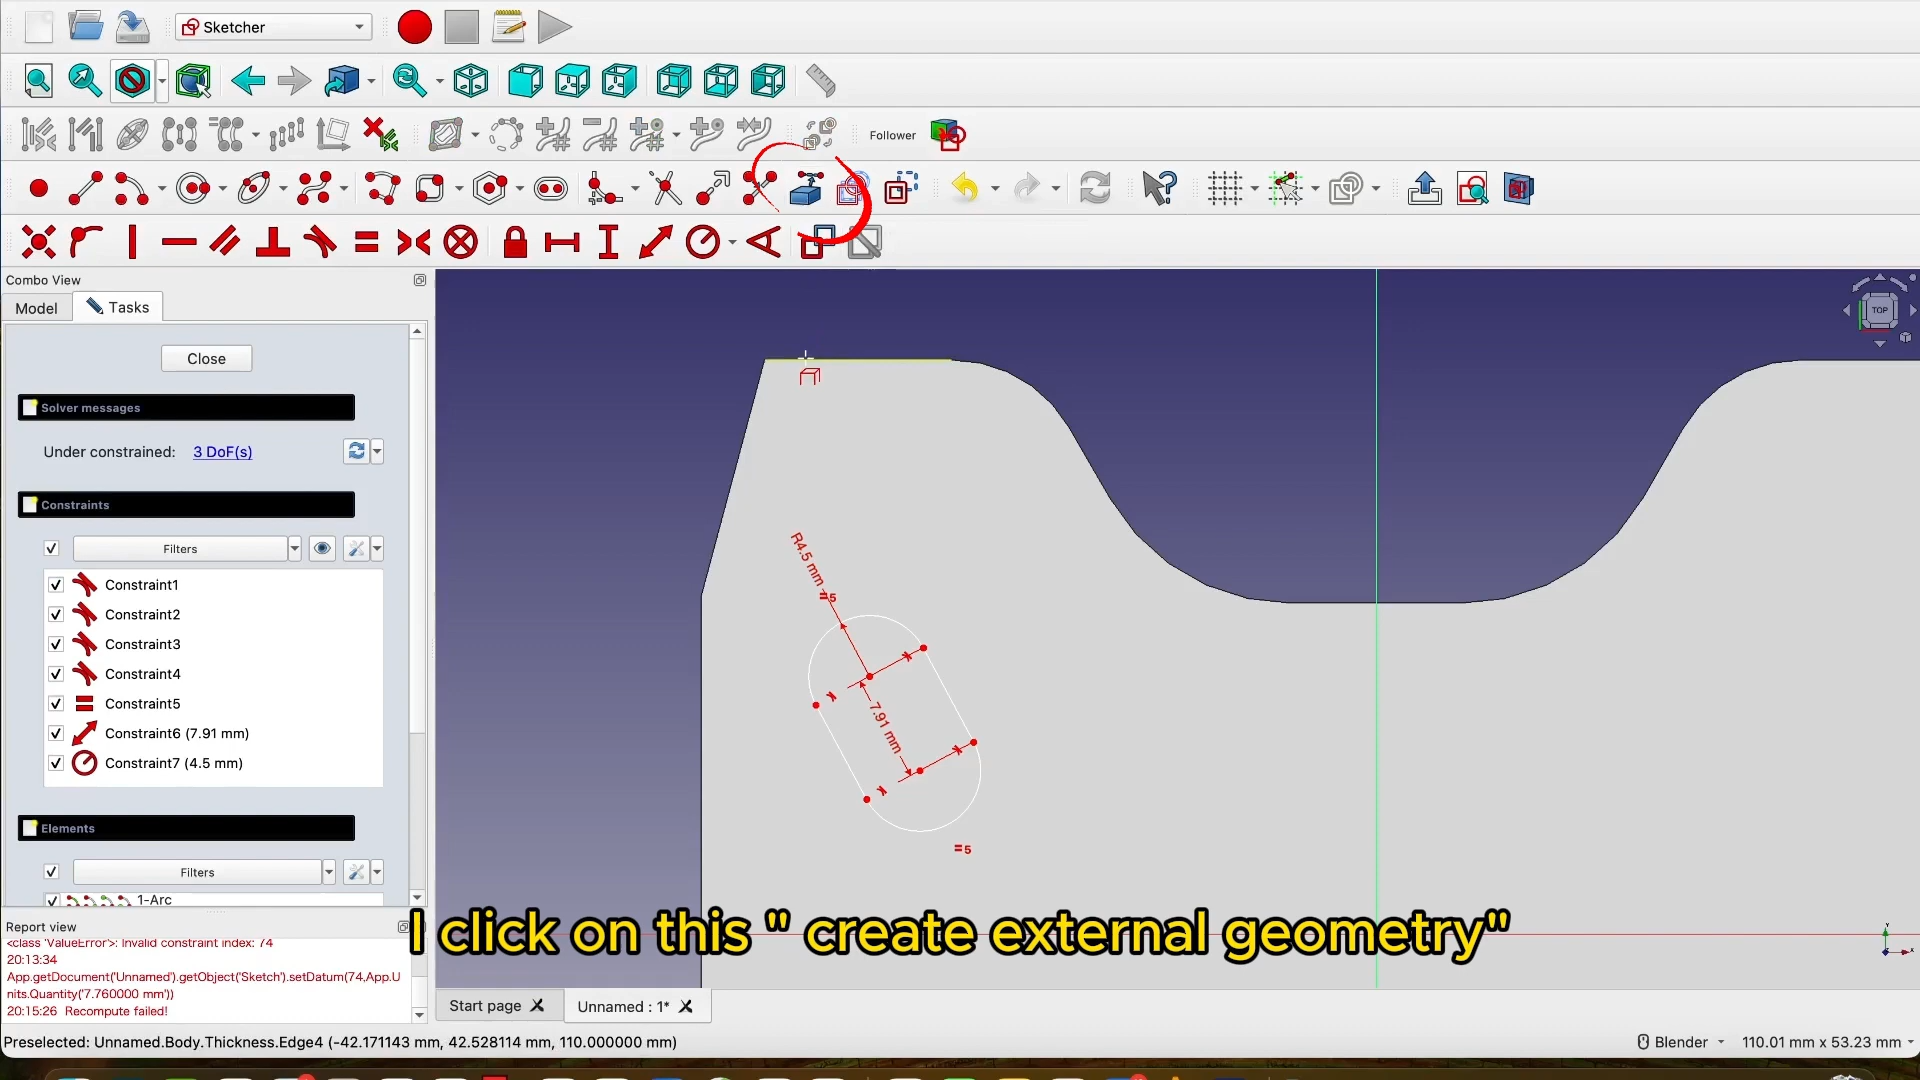 Sketcher
Follower
Combo View
Model
Tasks
Close
Solver messages
Under constrained: 3 DoF(s)
Constraints
Filters
Constraint1
Constraint2
Constraint3
Constraint4
Constraint5
Constraint6 (7.91 mm)
Constraint7 (4.5 mm)
Elements
Filters
1-Arc
Report view
<class 'ValueError'>: Invalid constraint index: 74
20:13:34
App.getDocument('Unnamed').getObject('Sketch').setDatum(74,App.U
nits.Quantity('7.760000 mm'))
20:15:26 Recompute failed!
TOP
R4.5 mm
=5
7.91 mm
=5
I click on this " create external geometry"
Start page
Unnamed : 1*
Preselected: Unnamed.Body.Thickness.Edge4 (-42.171143 mm, 42.528114 mm, 110.000000 mm)
Blender
110.01 mm x 53.23 mm